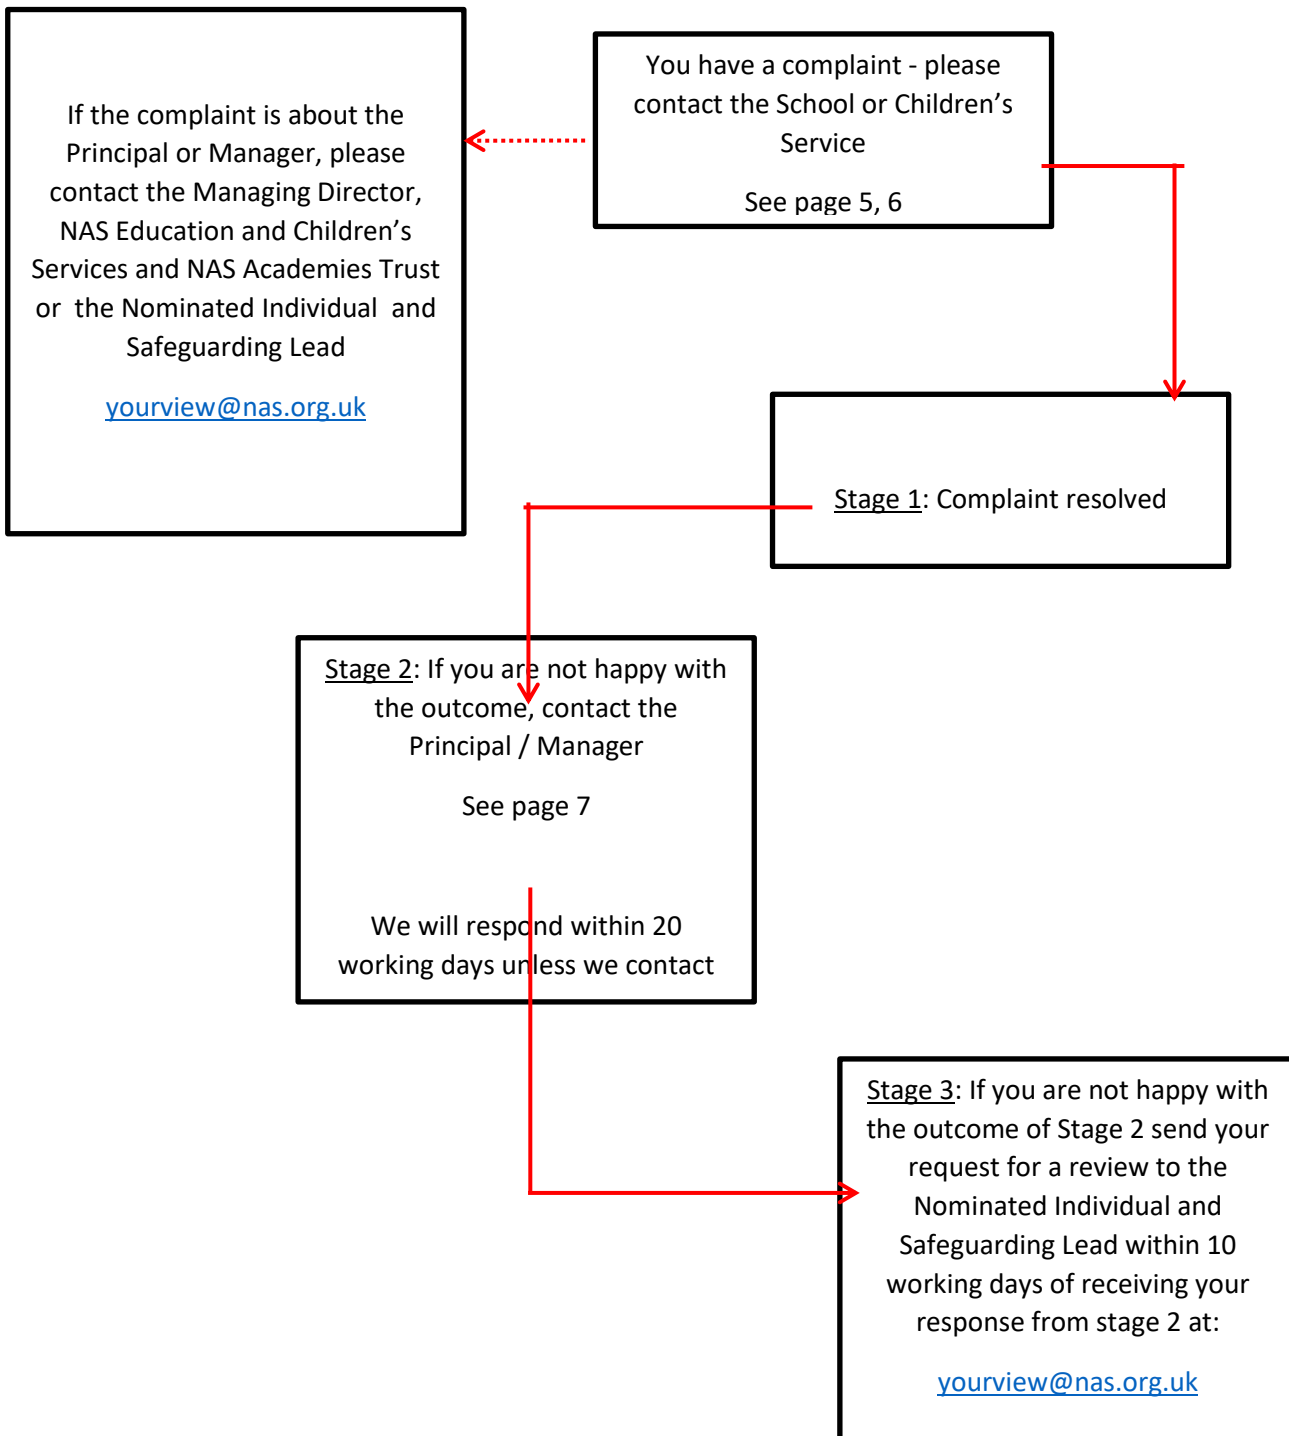 If the complaint is about the
Principal or Manager, please
contact the Managing Director,
NAS Education and Children’s
Services and NAS Academies Trust
or the Nominated Individual and
Safeguarding Lead
yourview@nas.org.uk
You have a complaint - please
contact the School or Children’s
Service
See page 5, 6
Stage 1: Complaint resolved
Stage 2: If you are not happy with
the outcome, contact the
Principal / Manager
See page 7
We will respond within 20
working days unless we contact
Stage 3: If you are not happy with
the outcome of Stage 2 send your
request for a review to the
Nominated Individual and
Safeguarding Lead within 10
working days of receiving your
response from stage 2 at:
yourview@nas.org.uk